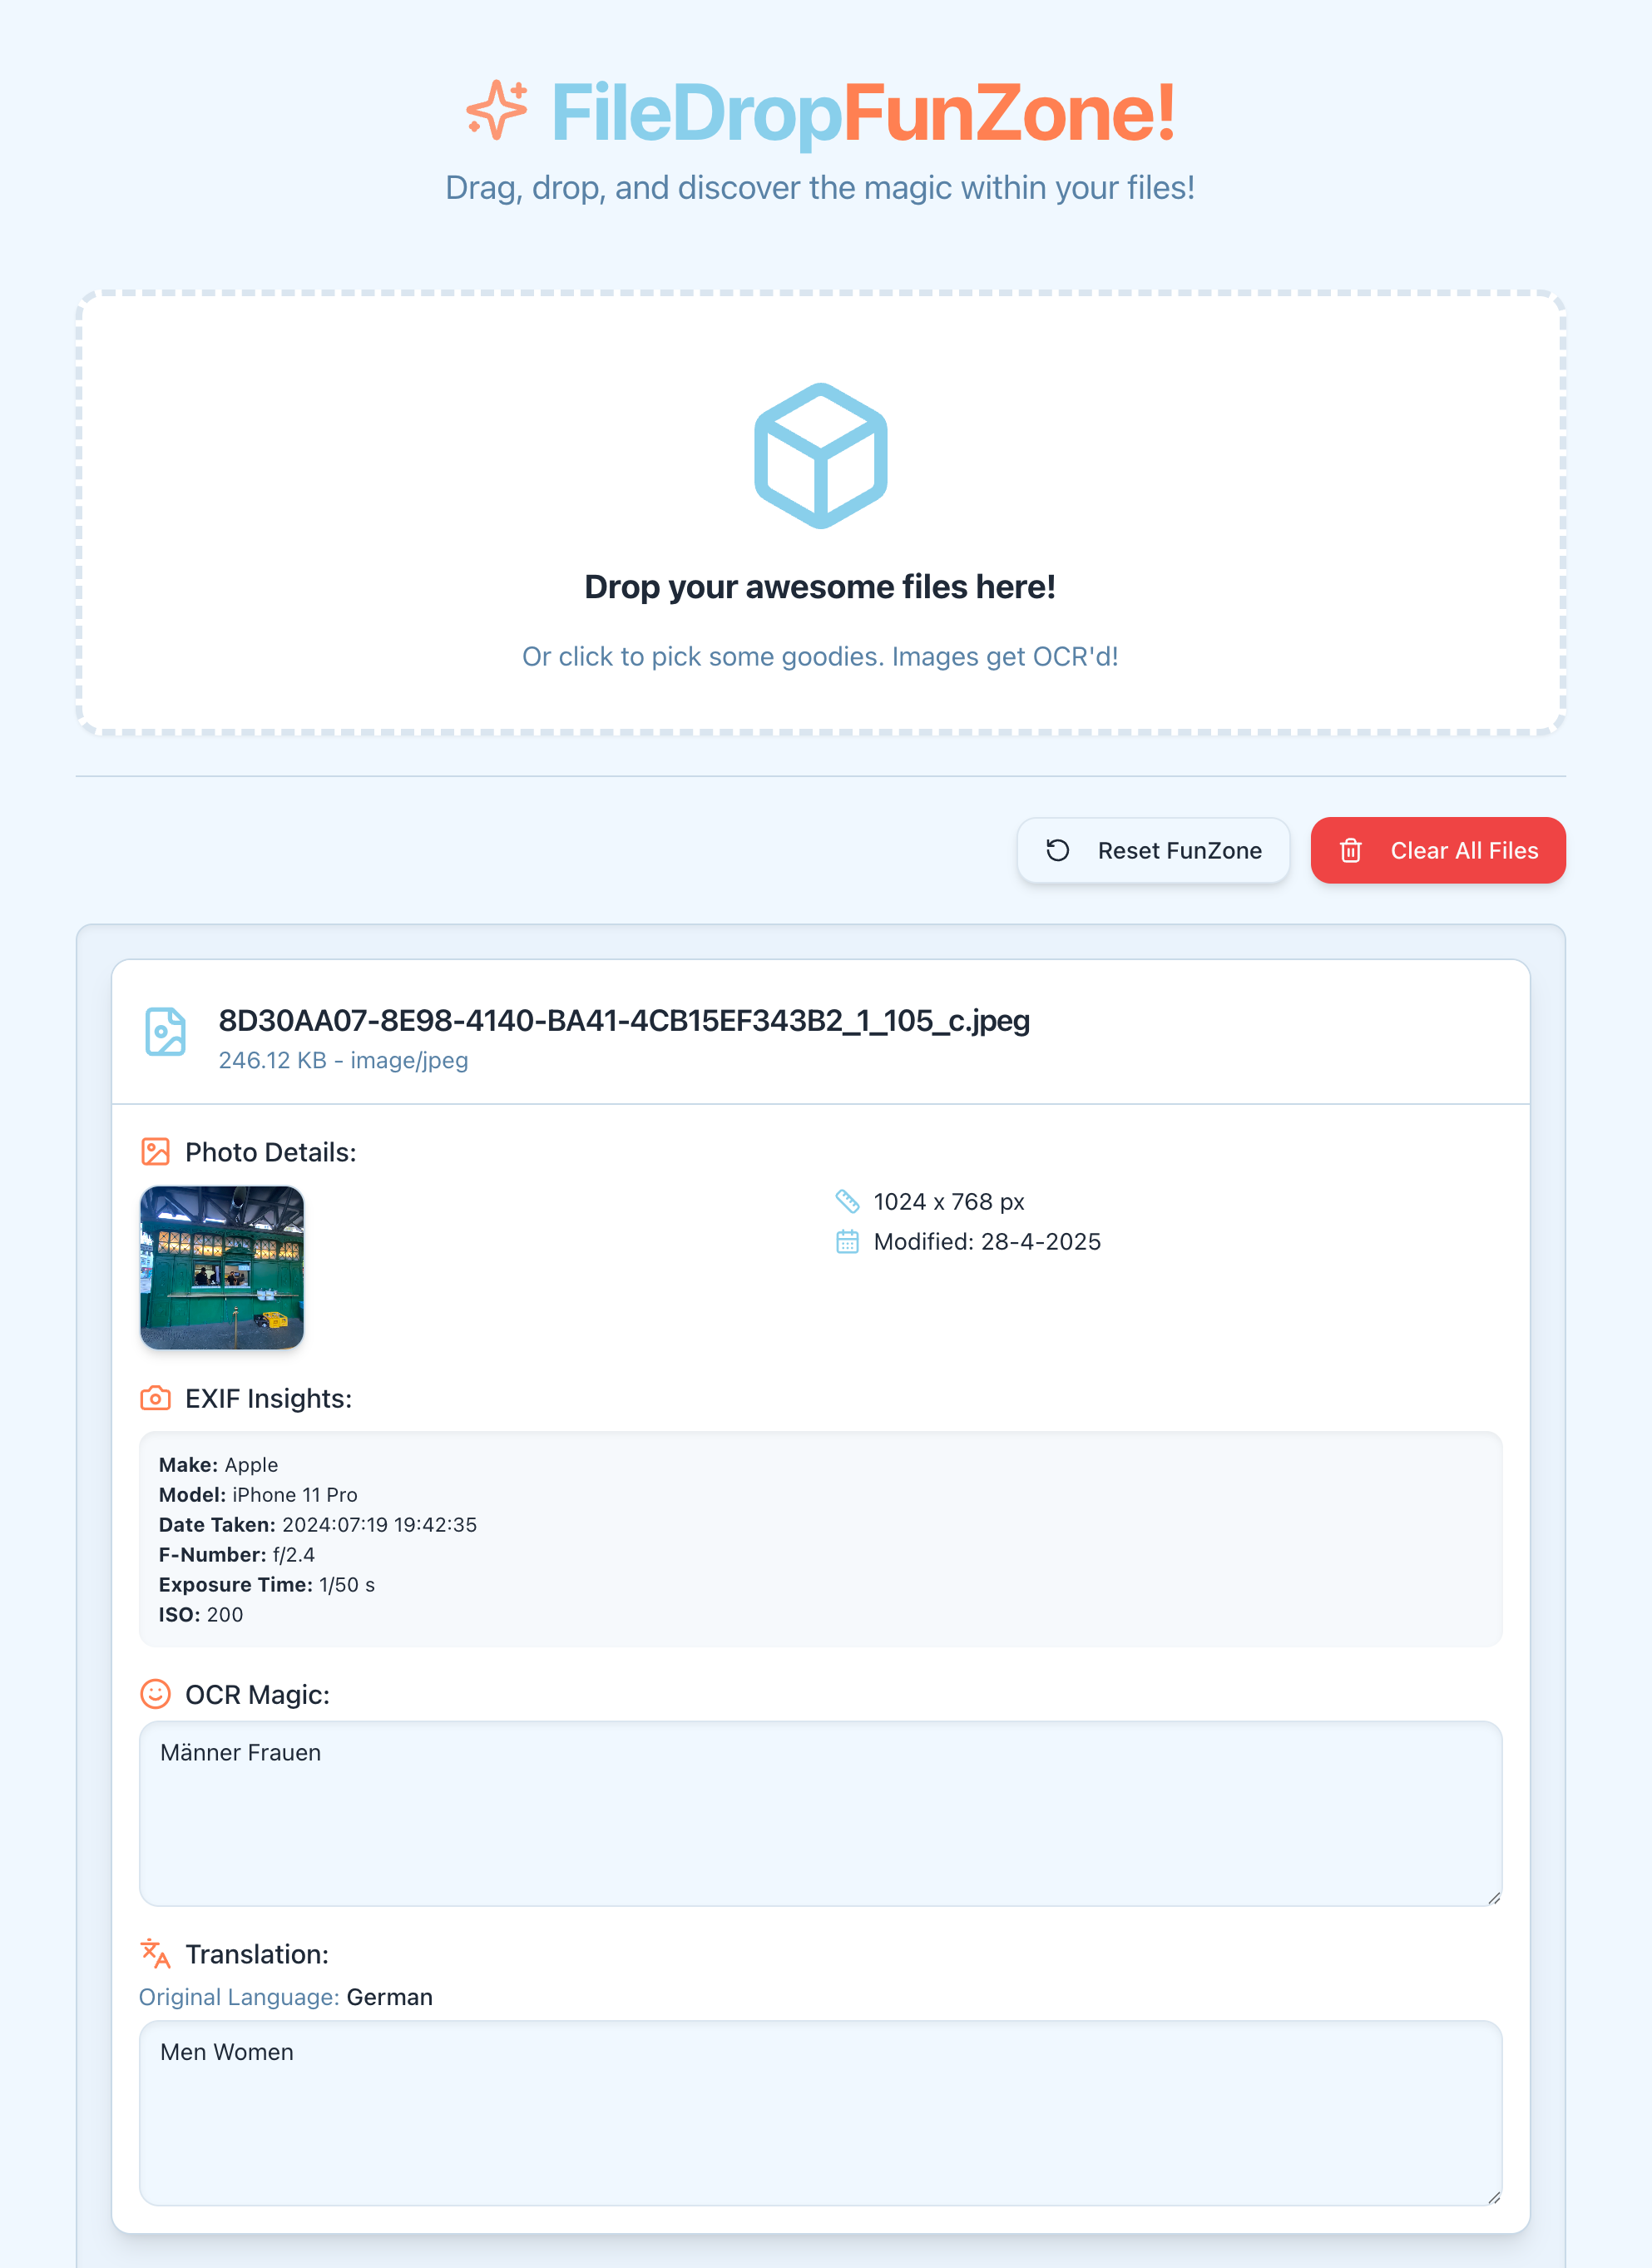 FileDropFunZone!
Drag, drop, and discover the magic within your files!
Drop your awesome files here!
Or click to pick some goodies. Images get OCR'd!
Reset FunZone
Clear All Files
8D30AA07-8E98-4140-BA41-4CB15EF343B2_1_105_c.jpeg
246.12 KB - image/jpeg
Photo Details:
1024 x 768 px
Modified: 28-4-2025
EXIF Insights:
Make: Apple
Model: iPhone 11 Pro
Date Taken: 2024:07:19 19:42:35
F-Number: f/2.4
Exposure Time: 1/50 s
ISO: 200
OCR Magic:
Männer Frauen
Translation:
Original Language: German
Men Women